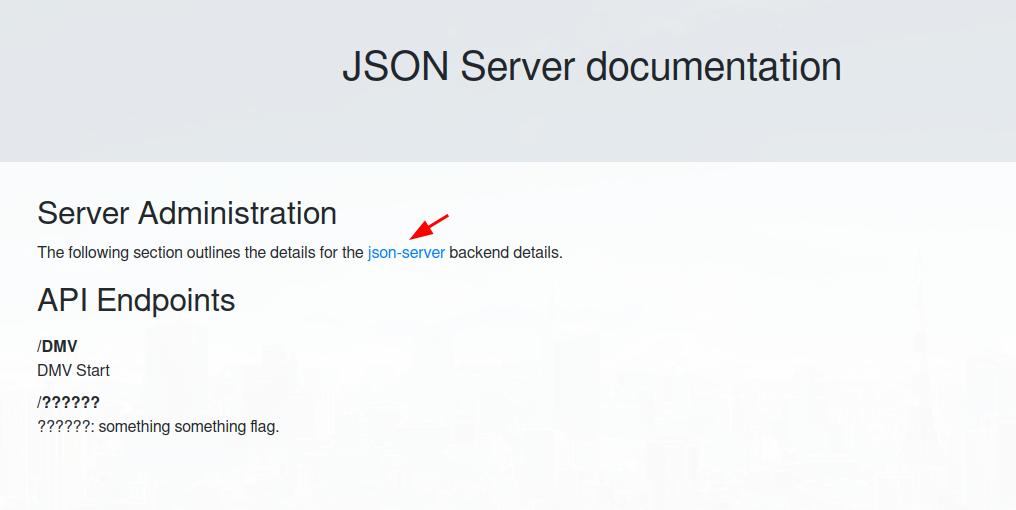 JSON Server documentation
Server Administration
The following section outlines the details for the json-server backend details.
API Endpoints
/DMV
DMV Start
/??????
??????: something something flag.